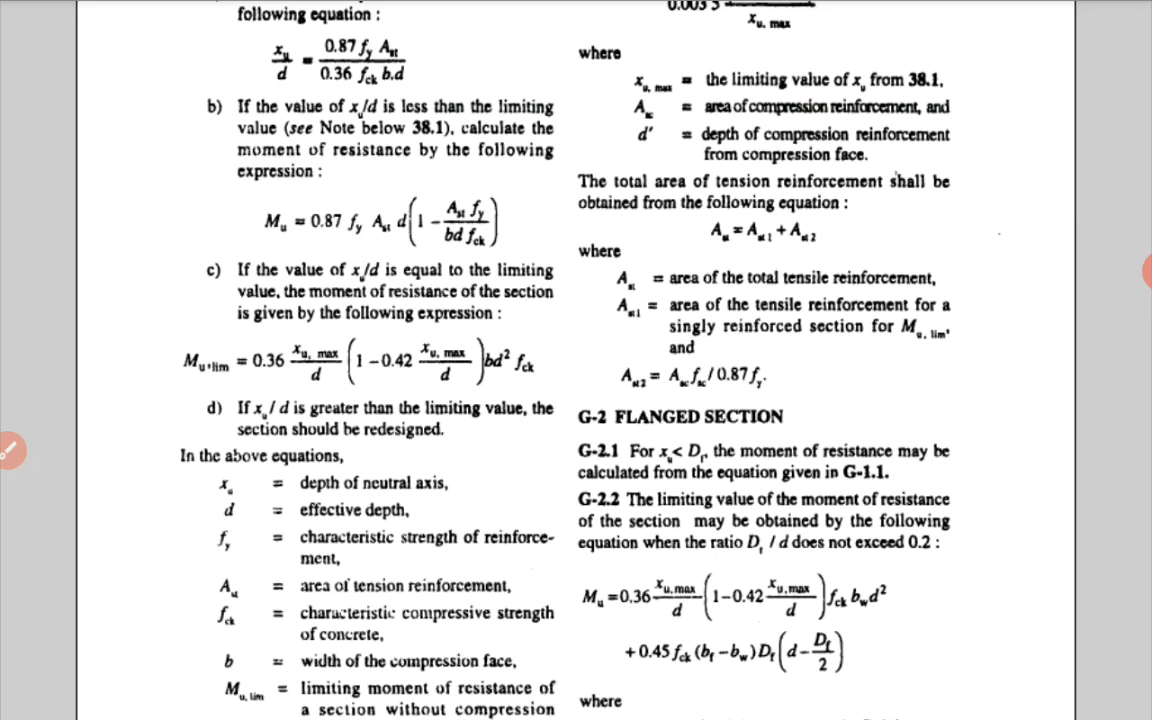 following equation :
x_u / d = 0.87 f_y A_st / 0.36 f_ck b.d
b) If the value of x_u/d is less than the limiting
value (see Note below 38.1), calculate the
moment of resistance by the following
expression :
M_u = 0.87 f_y A_st d ( 1 - A_st f_y / bd f_ck )
c) If the value of x_u/d is equal to the limiting
value, the moment of resistance of the section
is given by the following expression :
M_u,lim = 0.36 x_u, max / d ( 1 - 0.42 x_u, max / d ) bd² f_ck
d) If x_u / d is greater than the limiting value, the
section should be redesigned.
In the above equations,
x_u = depth of neutral axis,
d = effective depth,
f_y = characteristic strength of reinforce-
ment,
A_st = area of tension reinforcement,
f_ck = characteristic compressive strength
of concrete,
b = width of the compression face,
M_u, lim = limiting moment of resistance of
a section without compression
x_u, max
where
x_u, max = the limiting value of x_u from 38.1,
A_sc = area of compression reinforcement, and
d' = depth of compression reinforcement
from compression face.
The total area of tension reinforcement shall be
obtained from the following equation :
A_st = A_st1 + A_st2
where
A_st = area of the total tensile reinforcement,
A_st1 = area of the tensile reinforcement for a
singly reinforced section for M_u, lim,
and
A_st2 = A_sc f_sc / 0.87 f_y.
G-2 FLANGED SECTION
G-2.1 For x_u < D_f, the moment of resistance may be
calculated from the equation given in G-1.1.
G-2.2 The limiting value of the moment of resistance
of the section may be obtained by the following
equation when the ratio D_f / d does not exceed 0.2 :
M_u = 0.36 x_u,max / d ( 1 - 0.42 x_u,max / d ) f_ck b_w d²
+ 0.45 f_ck (b_f - b_w) D_f ( d - D_f / 2 )
where